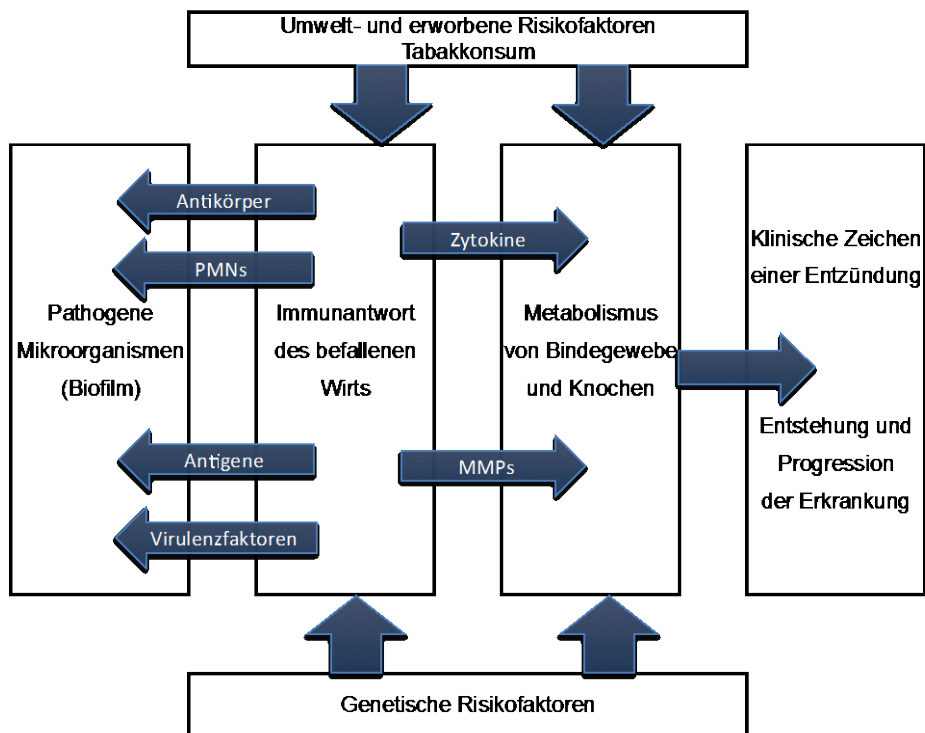 Umwelt- und erworbene Risikofaktoren
Tabakkonsum
Antikörper
PMNs
Pathogene
Mikroorganismen
(Biofilm)
Antigene
Virulenzfaktoren
Immunantwort
des befallenen
Wirts
Zytokine
MMPs
Metabolismus
von Bindegewebe
und Knochen
Klinische Zeichen
einer Entzündung
Entstehung und
Progression
der Erkrankung
Genetische Risikofaktoren